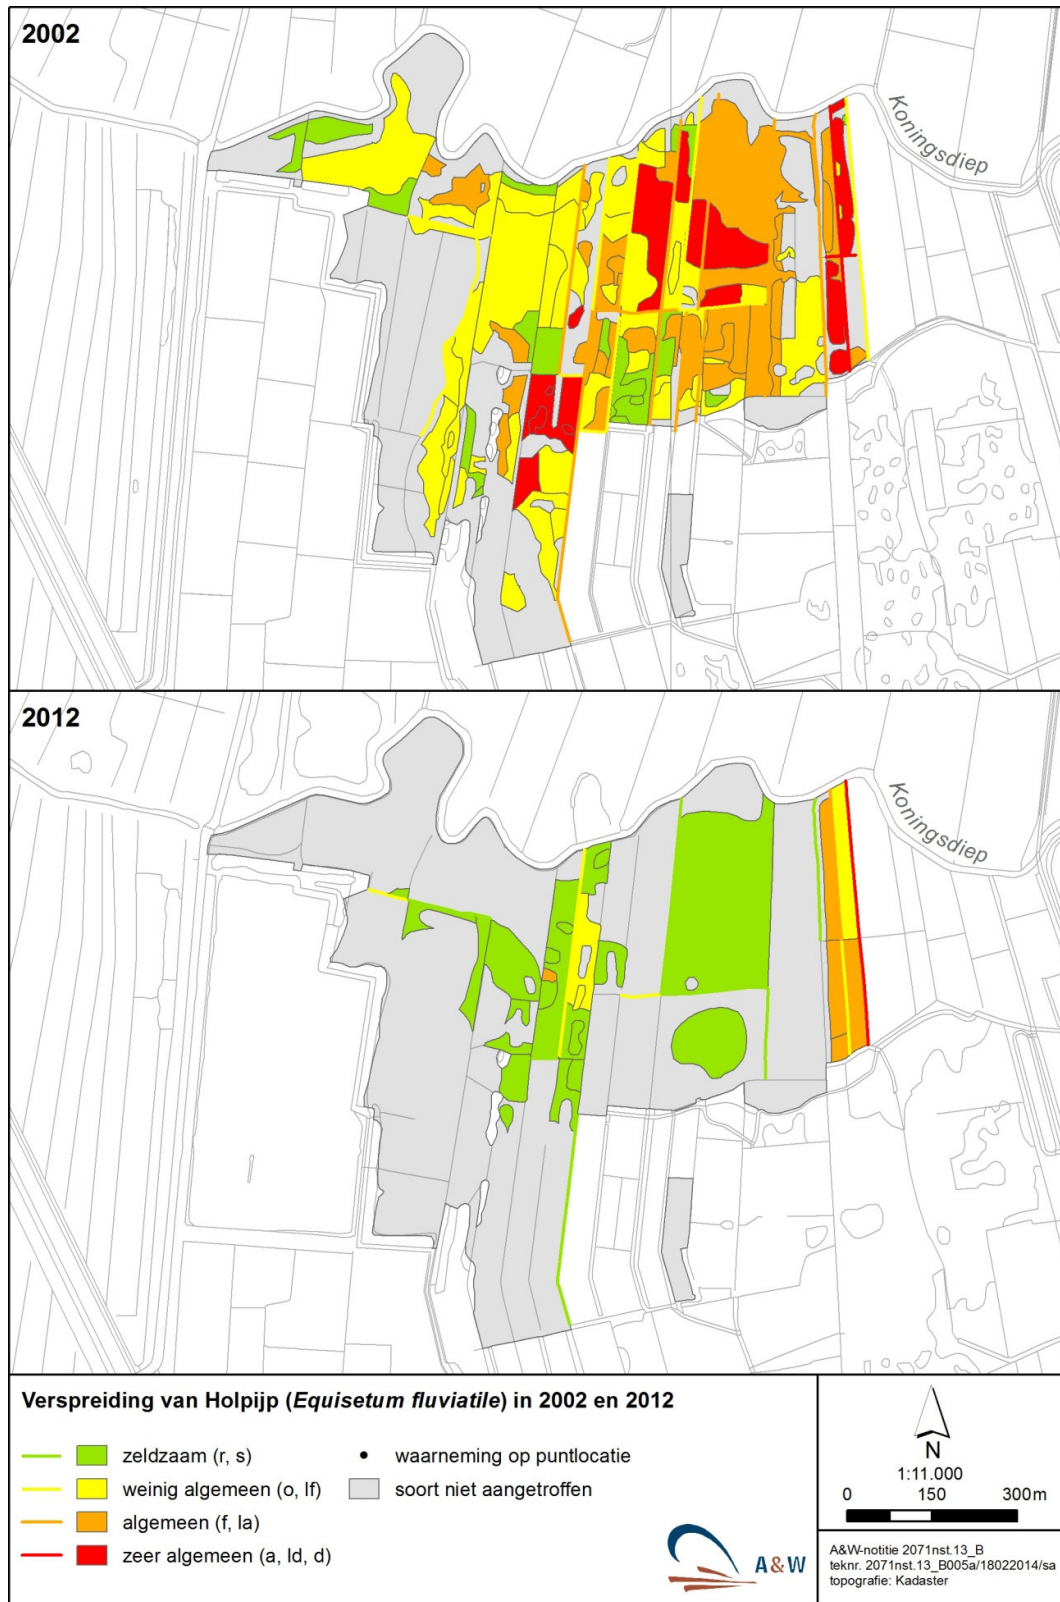 2002
Koningsdiep
2012
Koningsdiep
Verspreiding van Holpijp (Equisetum fluviatile) in 2002 en 2012
zeldzaam (r, s)
weinig algemeen (o, lf)
algemeen (f, la)
zeer algemeen (a, ld, d)
waarneming op puntlocatie
soort niet aangetroffen
A&W
N
1:11.000
0 150 300m
A&W-notitie 2071nst.13_B
teknr. 2071nst.13_B005a/18022014/sa
topografie: Kadaster